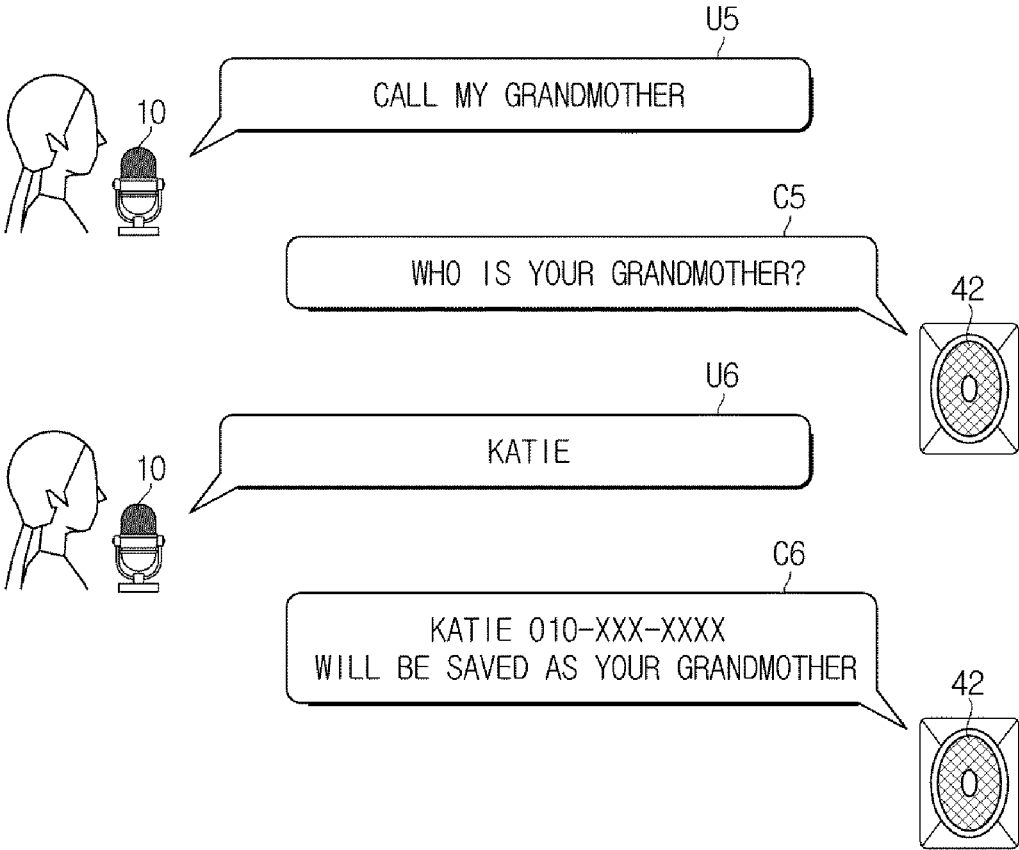 U5
CALL MY GRANDMOTHER
10
C5
WHO IS YOUR GRANDMOTHER?
42
U6
KATIE
10
C6
KATIE 010-XXX-XXXX
WILL BE SAVED AS YOUR GRANDMOTHER
42